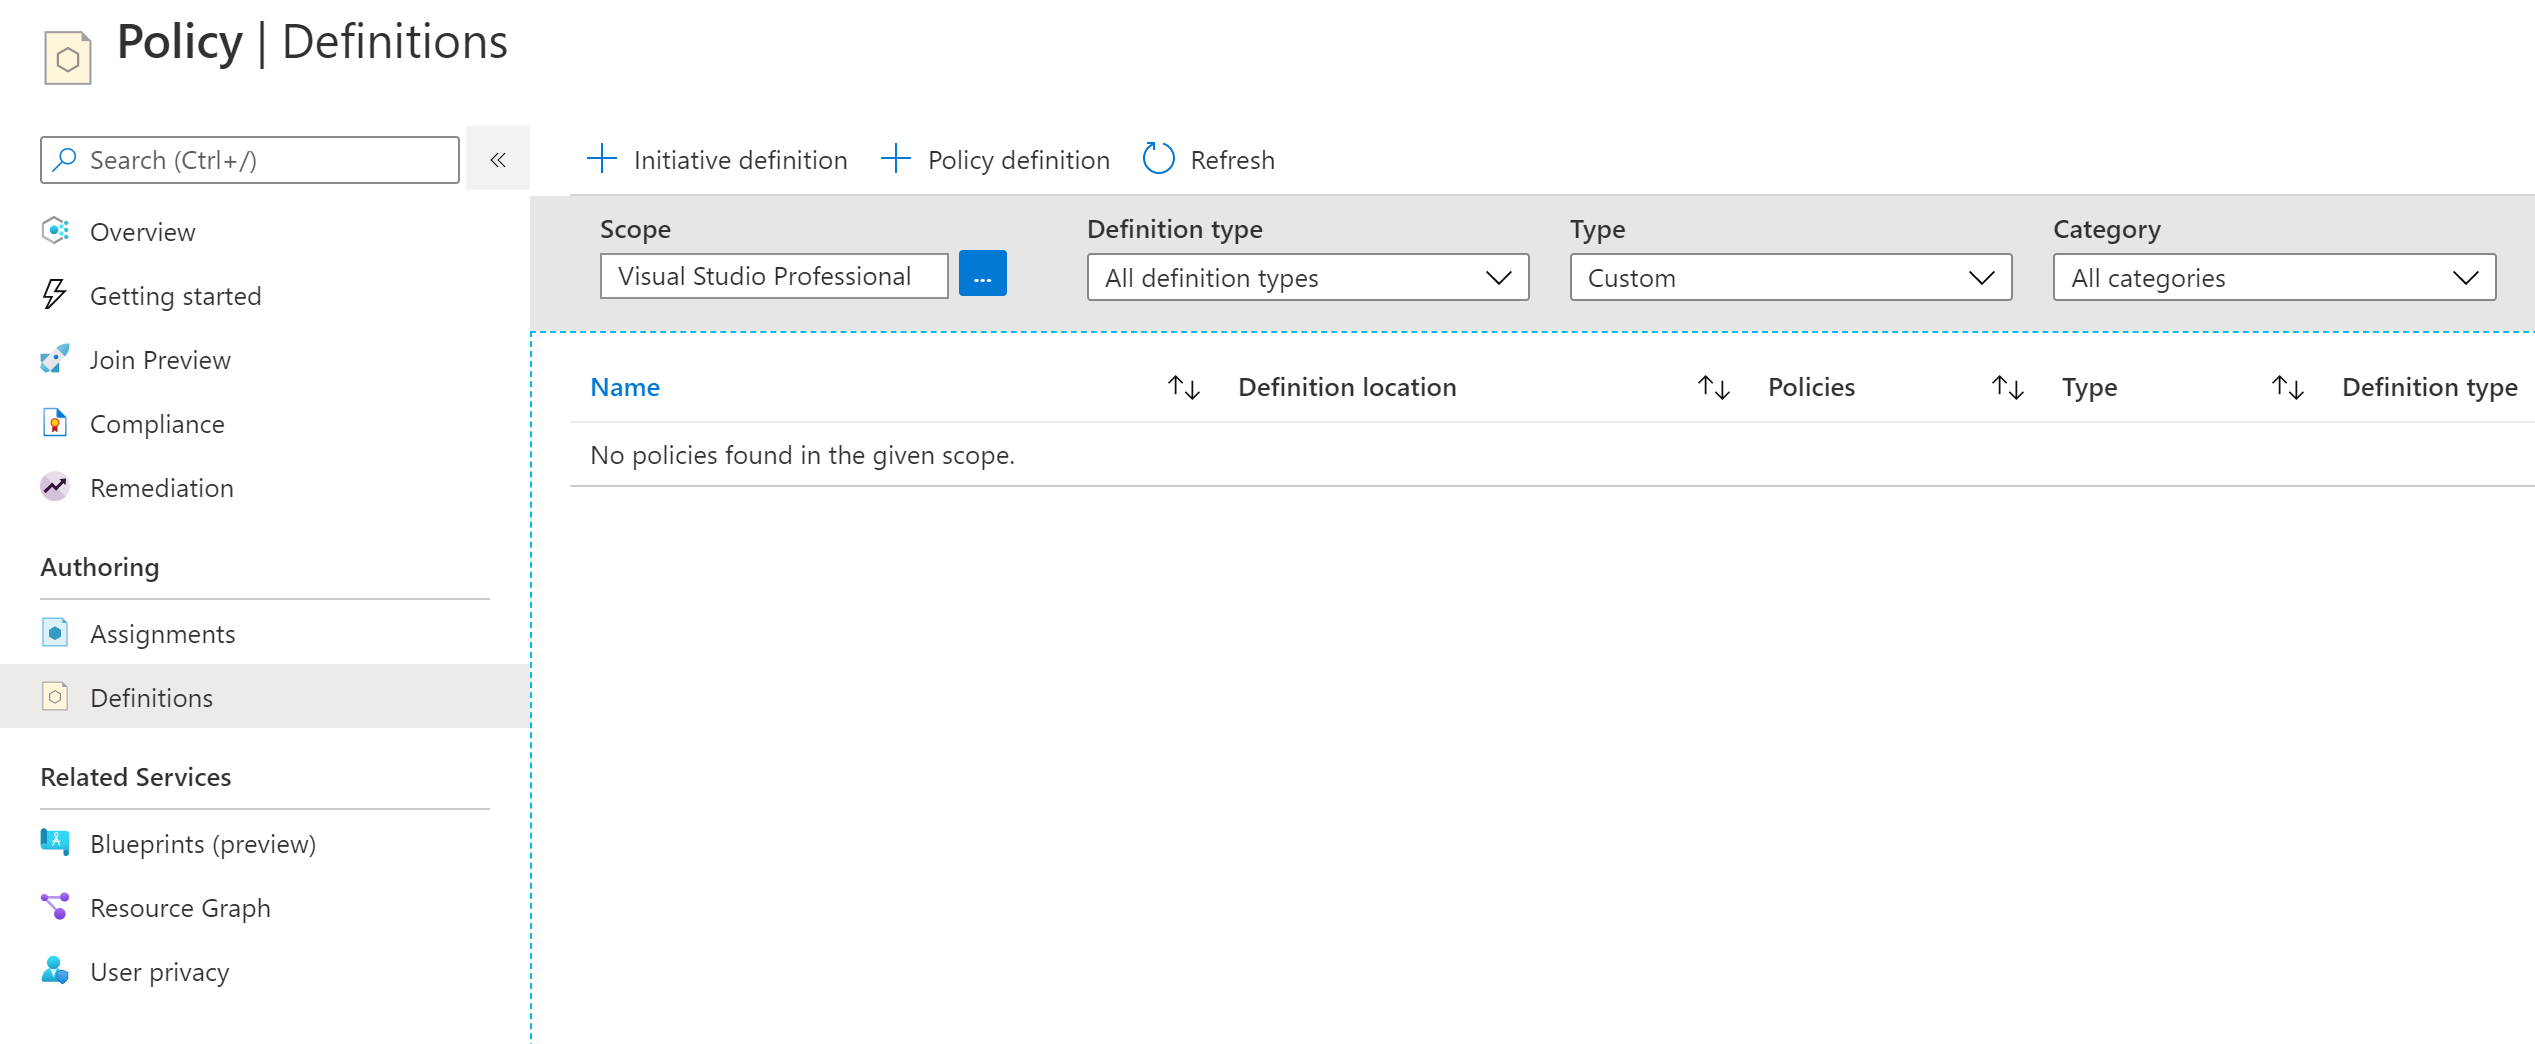 Policy | Definitions
Search (Ctrl+/)
«
Overview
Getting started
Join Preview
Compliance
Remediation
Authoring
Assignments
Definitions
Related Services
Blueprints (preview)
Resource Graph
User privacy
Initiative definition
Policy definition
Refresh
Scope
Visual Studio Professional
...
Definition type
All definition types
Type
Custom
Category
All categories
Name
Definition location
Policies
Type
Definition type
No policies found in the given scope.